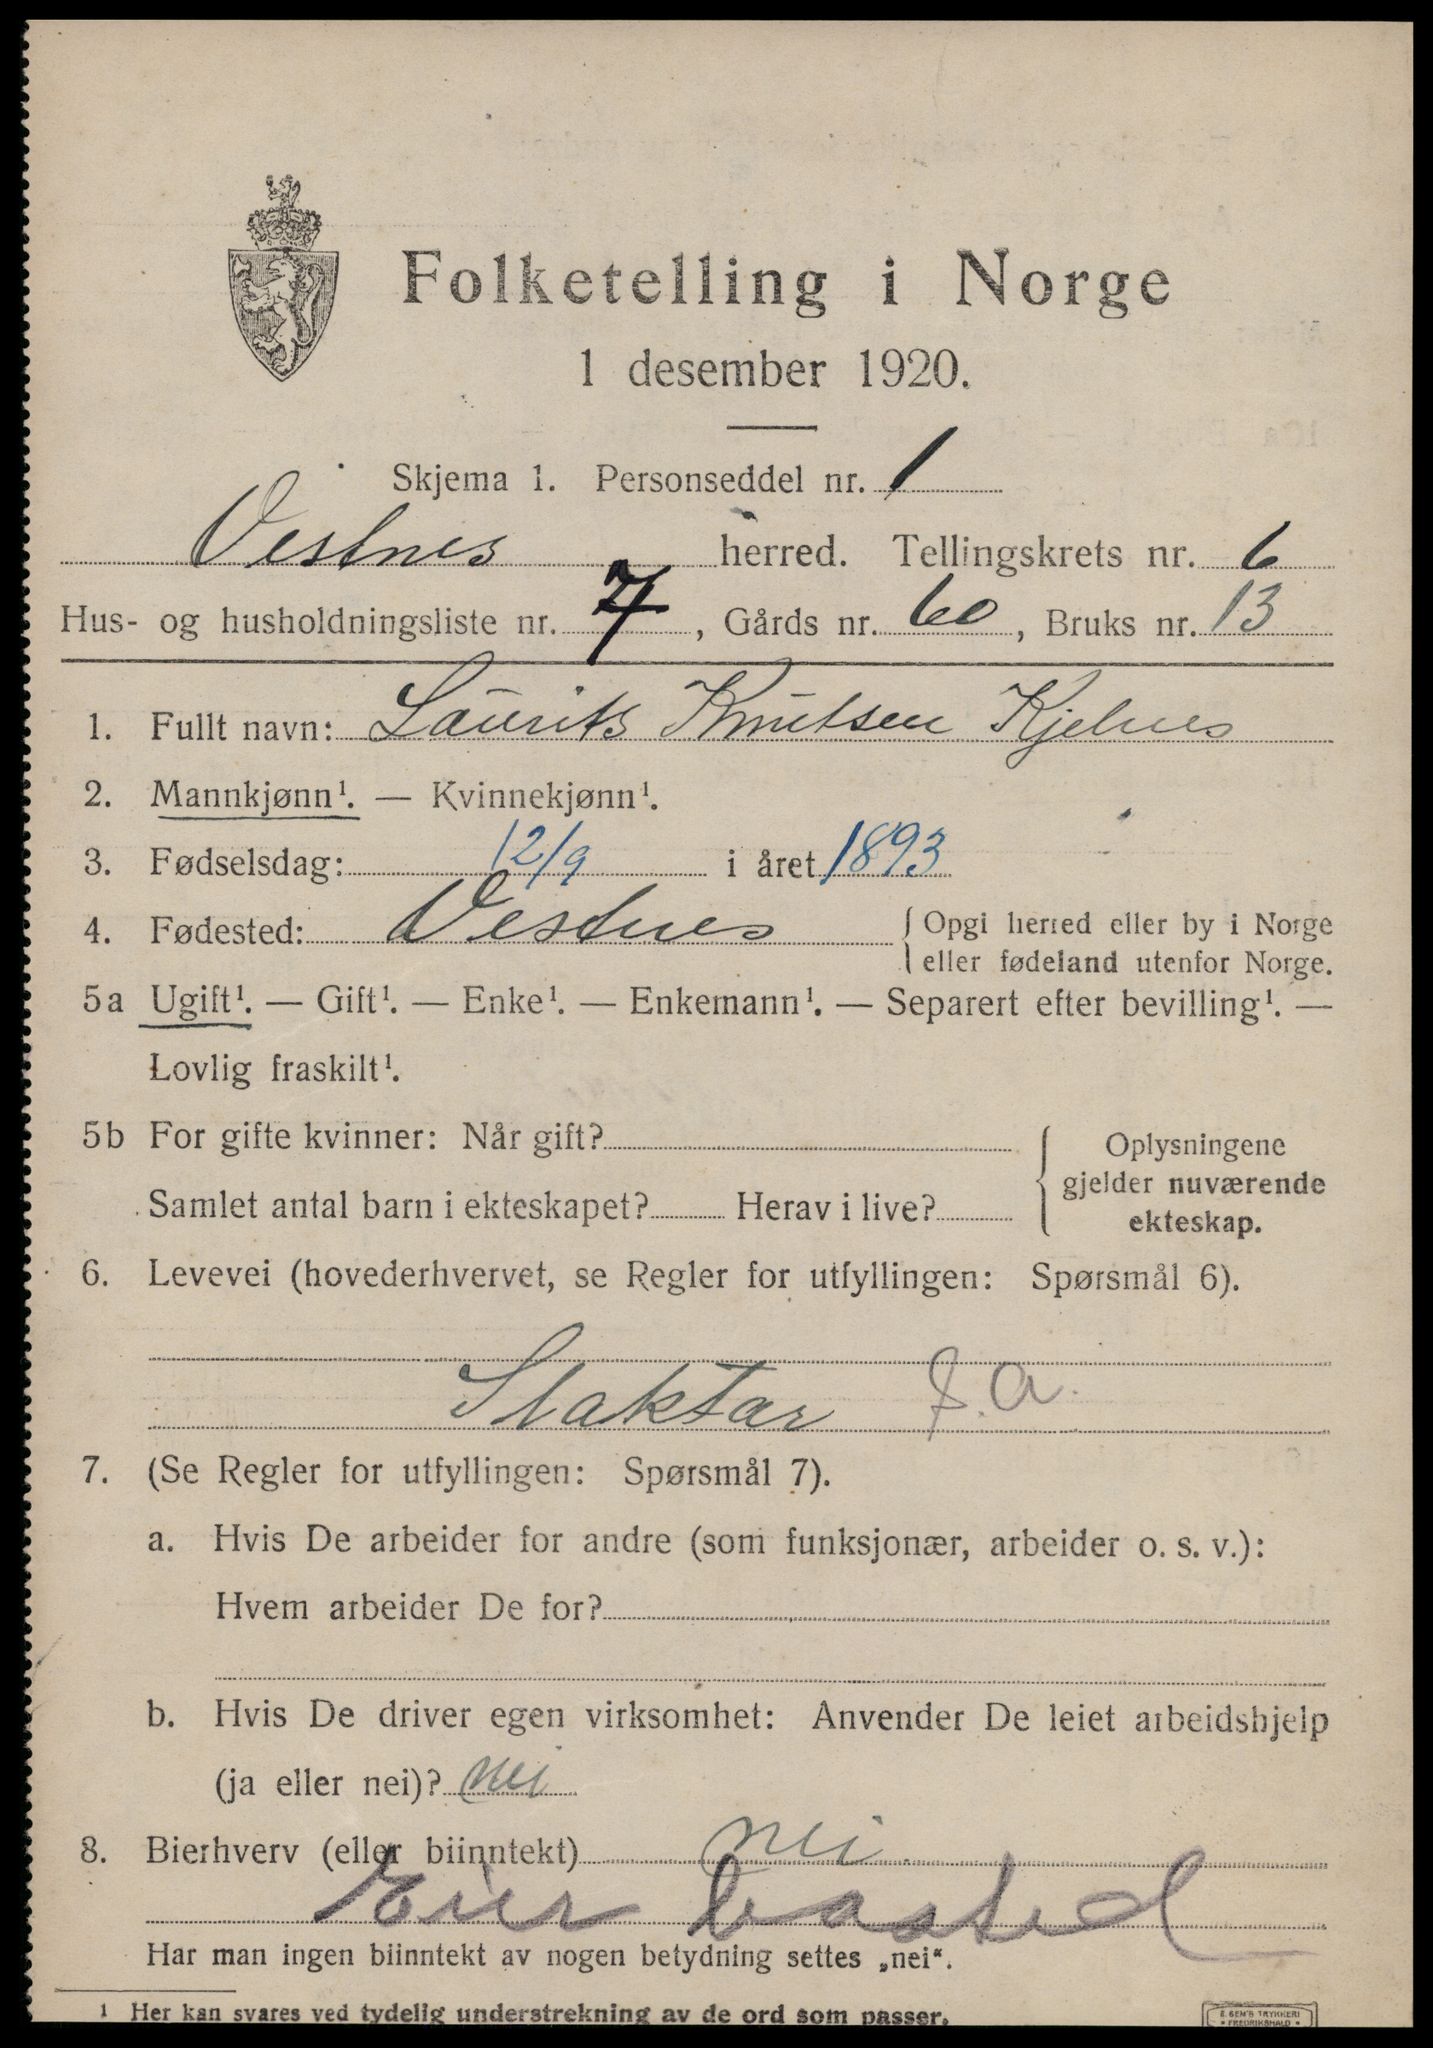 Folketelling i Norge
1 desember 1920.
Skjema 1. Personseddel nr. 1
Vestnes herred. Tellingskrets nr. 6
Hus- og husholdningsliste nr. 7, Gårds nr. 60, Bruks nr. 13
1. Fullt navn: Laurits Knutsen Kjelnes
2. Mannkjønn¹. — Kvinnekjønn¹.
3. Fødselsdag: 12/9 i året 1893
4. Fødested: Vestnes { Opgi herred eller by i Norge
eller fødeland utenfor Norge.
5a Ugift¹. — Gift¹. — Enke¹. — Enkemann¹. — Separert efter bevilling¹. —
Lovlig fraskilt¹.
5b For gifte kvinner: Når gift?
Samlet antal barn i ekteskapet? Herav i live?
{ Oplysningene
gjelder nuværende
ekteskap.
6. Levevei (hovederhvervet, se Regler for utfyllingen: Spørsmål 6).
Slaktar s.a.
7. (Se Regler for utfyllingen: Spørsmål 7).
a. Hvis De arbeider for andre (som funksjonær, arbeider o. s. v.):
Hvem arbeider De for?
b. Hvis De driver egen virksomhet: Anvender De leiet arbeidshjelp
(ja eller nei)? nei
8. Bierhverv (eller biinntekt) nei
Eier baasted
Har man ingen biinntekt av nogen betydning settes „nei“.
1 Her kan svares ved tydelig understrekning av de ord som passer.
E. SEM'S TRYKKERI
• FREDRIKSHALD •